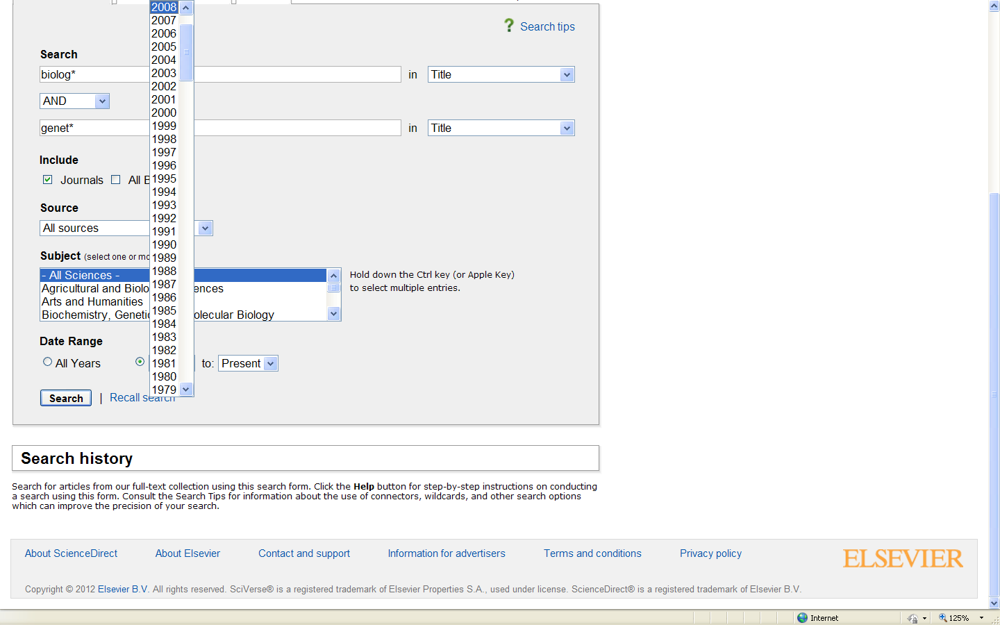 Search tips
Search
biolog* in Title
AND
genet* in Title
Include
Journals All B
Source
All sources
Subject (select one or mo
- All Sciences -
Agricultural and Biolo ences
Arts and Humanities
Biochemistry, Geneti olecular Biology
Hold down the Ctrl key (or Apple Key)
to select multiple entries.
Date Range
All Years to: Present
Search | Recall search
2008
2007
2006
2005
2004
2003
2002
2001
2000
1999
1998
1997
1996
1995
1994
1993
1992
1991
1990
1989
1988
1987
1986
1985
1984
1983
1982
1981
1980
1979
Search history
Search for articles from our full-text collection using this search form. Click the Help button for step-by-step instructions on conducting
a search using this form. Consult the Search Tips for information about the use of connectors, wildcards, and other search options
which can improve the precision of your search.
About ScienceDirect About Elsevier Contact and support Information for advertisers Terms and conditions Privacy policy
ELSEVIER
Copyright © 2012 Elsevier B.V. All rights reserved. SciVerse® is a registered trademark of Elsevier Properties S.A., used under license. ScienceDirect® is a registered trademark of Elsevier B.V.
Internet 125%